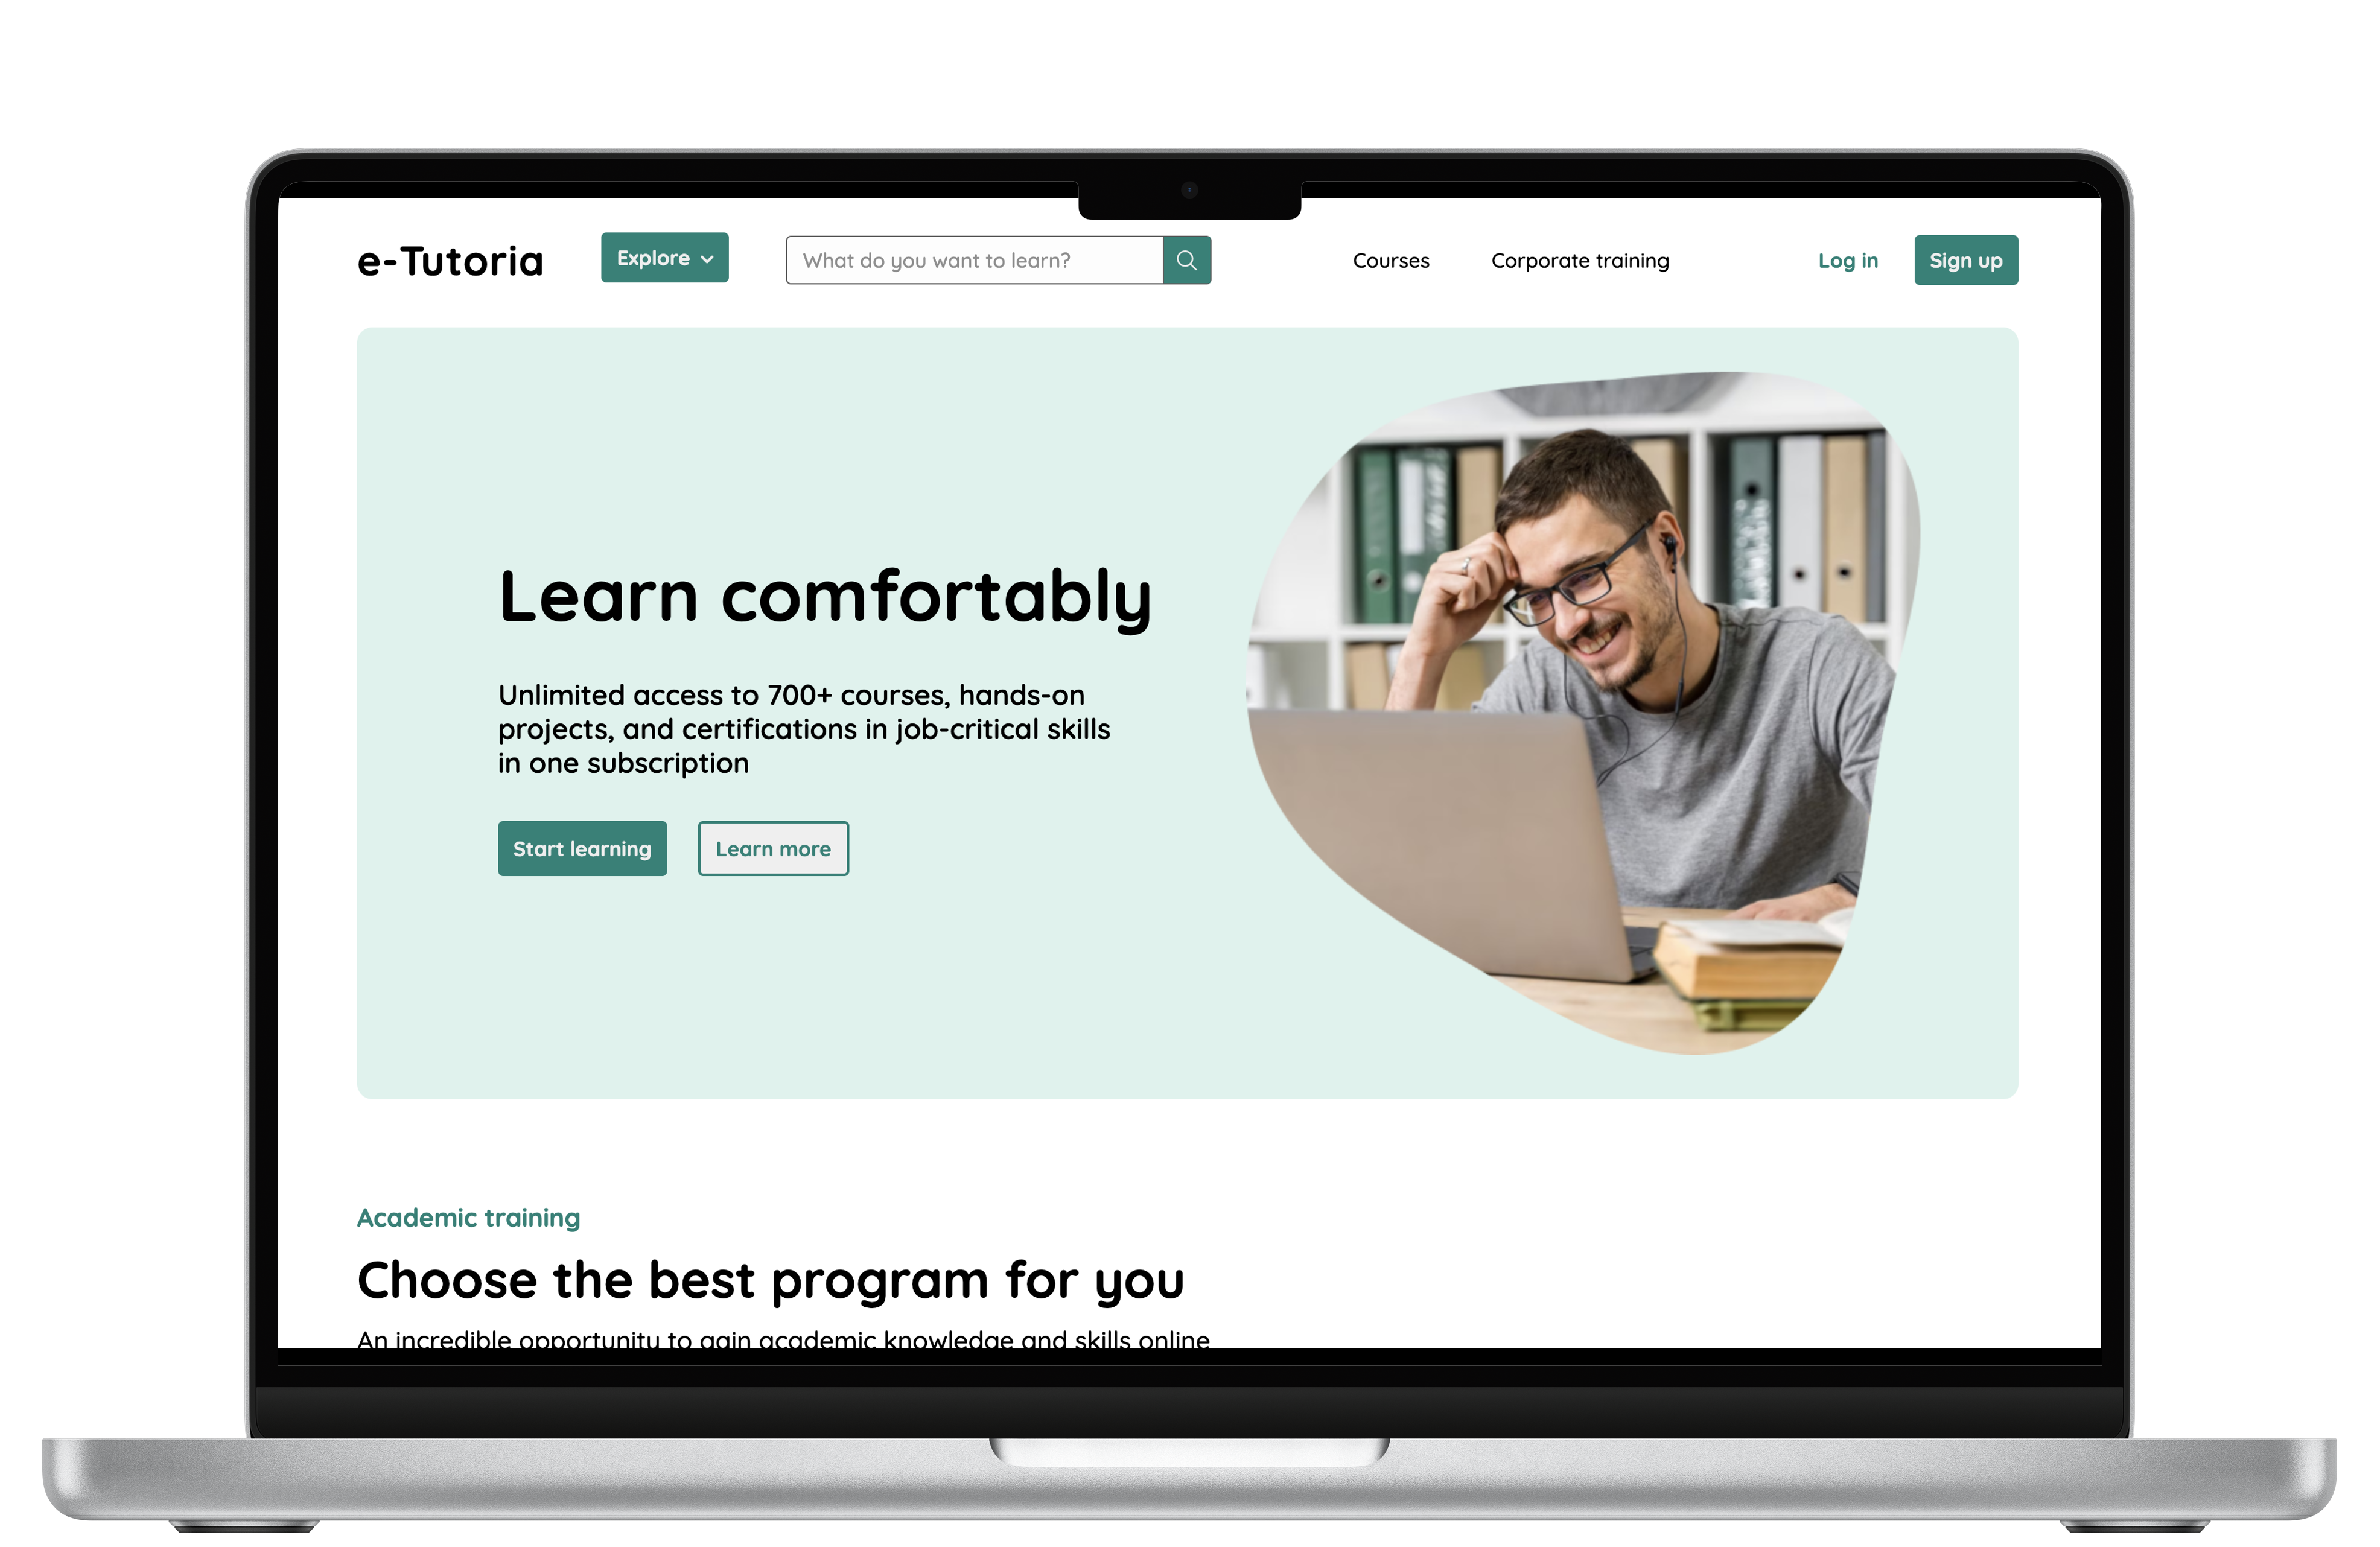 e-Tutoria
Explore
What do you want to learn?
Courses
Corporate training
Log in
Sign up
Learn comfortably
Unlimited access to 700+ courses, hands-on
projects, and certifications in job-critical skills
in one subscription
Start learning
Learn more
Academic training
Choose the best program for you
An incredible opportunity to gain academic knowledge and skills online